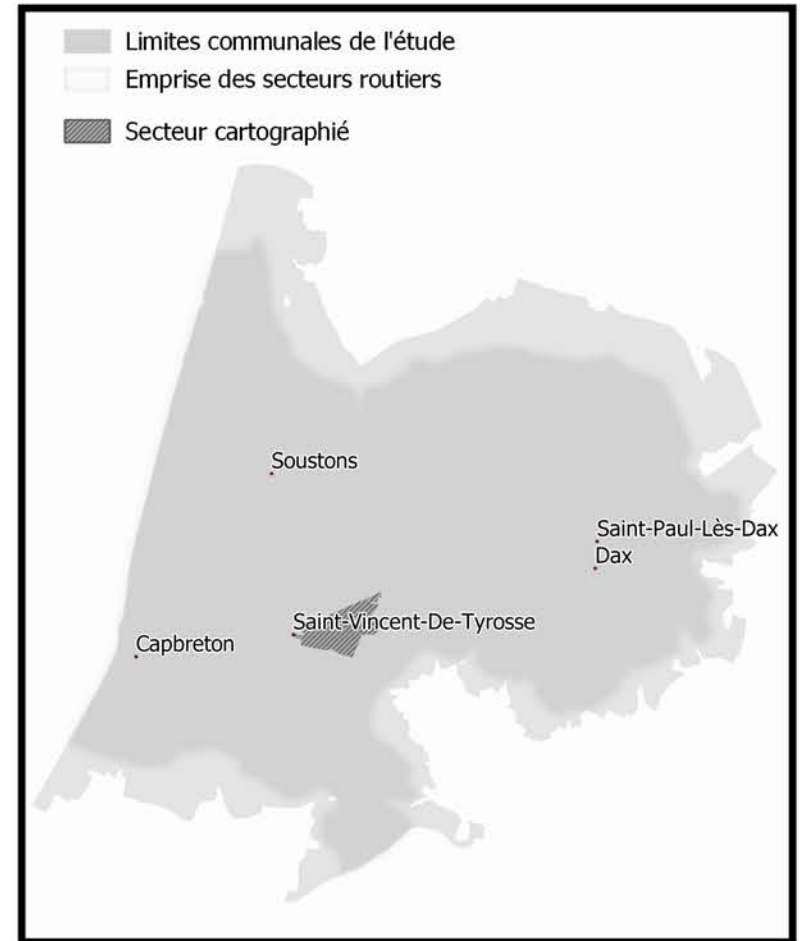 Limites communales de l'étude
Emprise des secteurs routiers
Secteur cartographié
Soustons
Saint-Paul-Lès-Dax
Dax
Saint-Vincent-De-Tyrosse
Capbreton